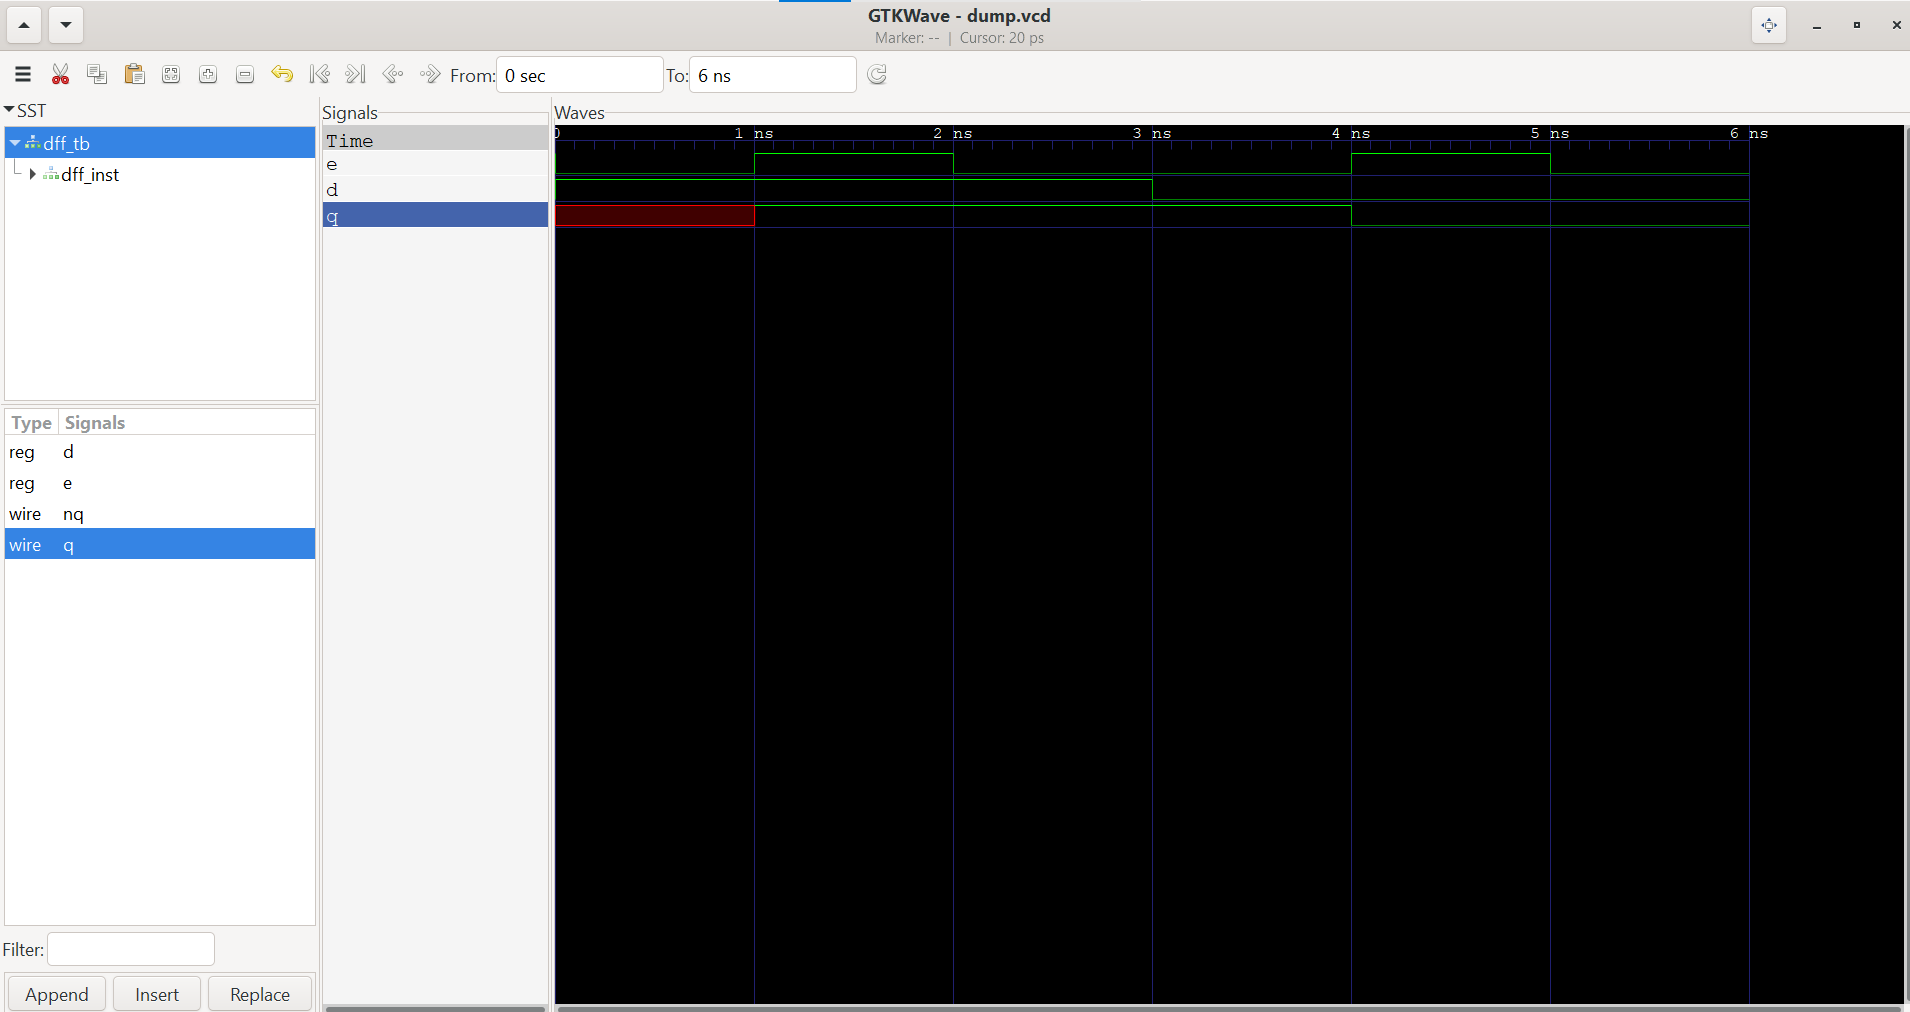 GTKWave - dump.vcd
Marker: -- | Cursor: 20 ps
From: 0 sec To: 6 ns
SST
dff_tb
dff_inst
Type Signals
reg d
reg e
wire nq
wire q
Filter:
Append Insert Replace
Signals
Time
e
d
q
Waves
0 1 ns 2 ns 3 ns 4 ns 5 ns 6 ns